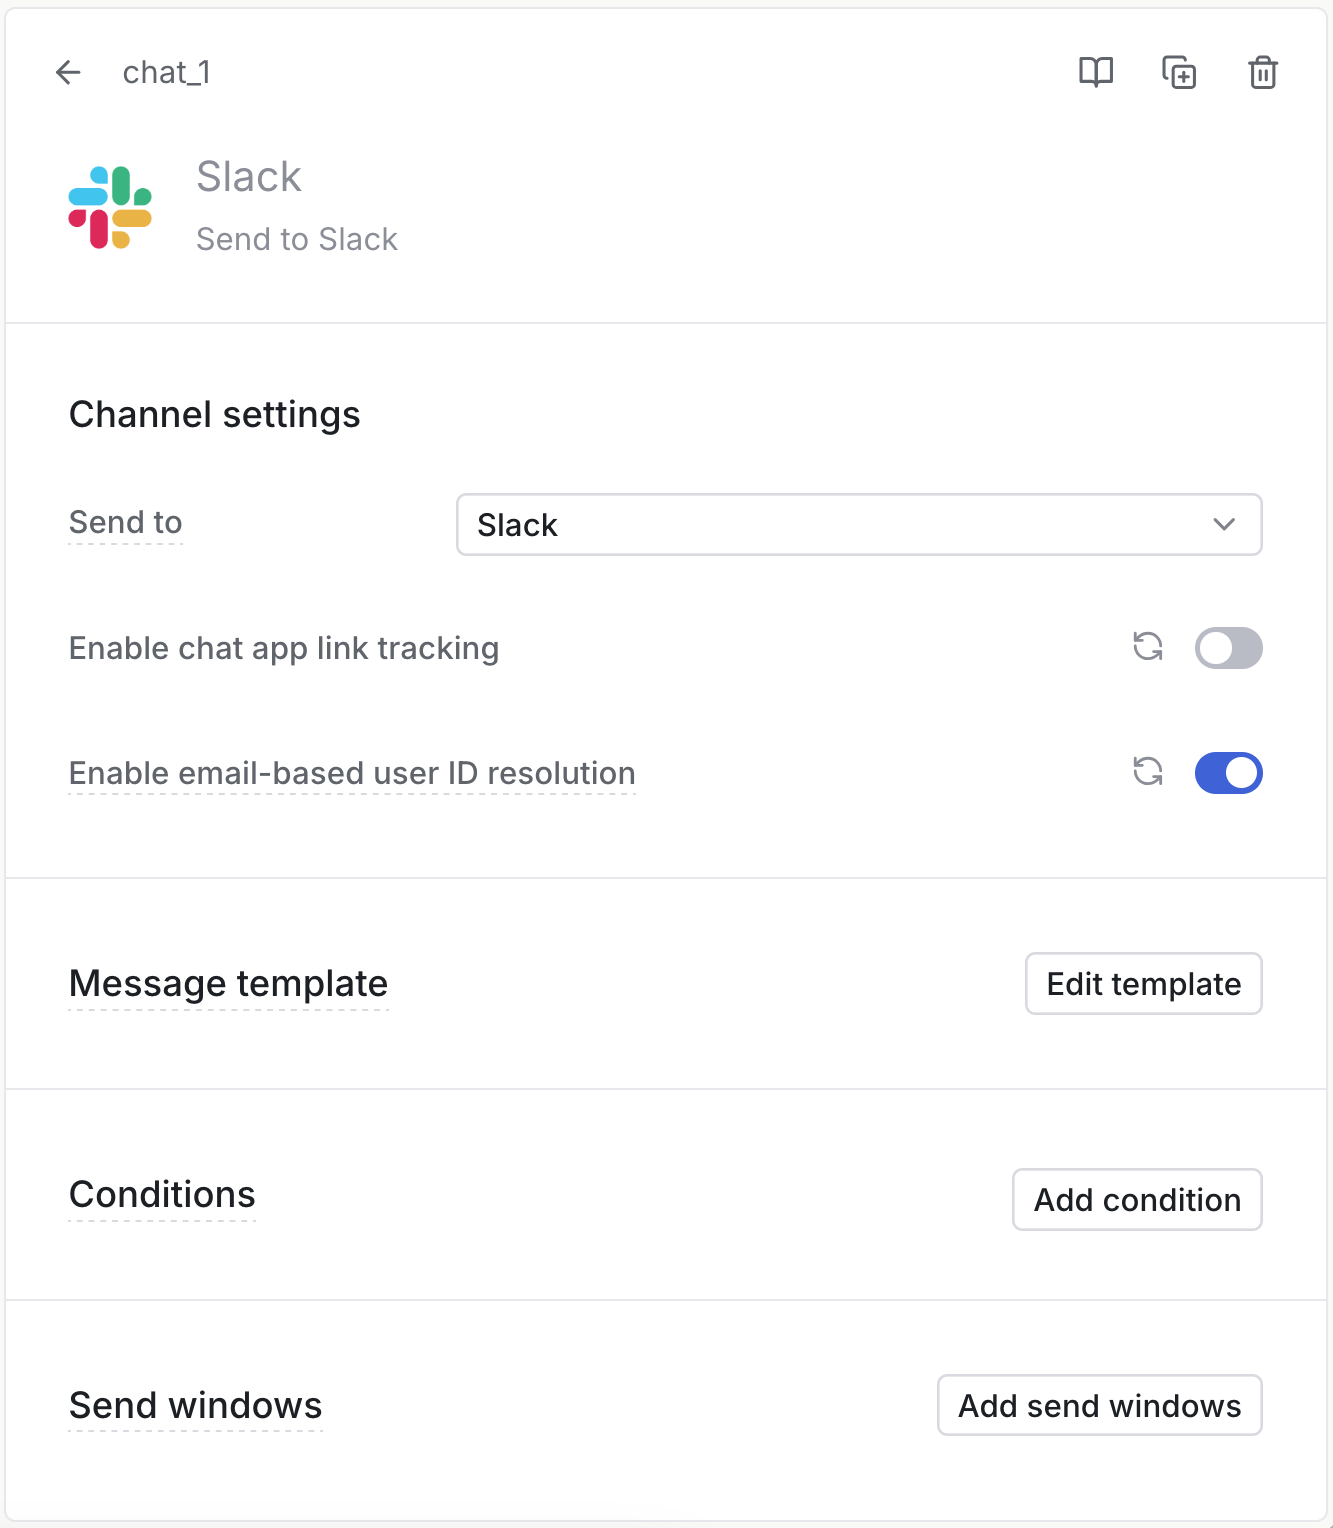 chat_1
Slack
Send to Slack
Channel settings
Send to
Slack
Enable chat app link tracking
Enable email-based user ID resolution
Message template
Edit template
Conditions
Add condition
Send windows
Add send windows